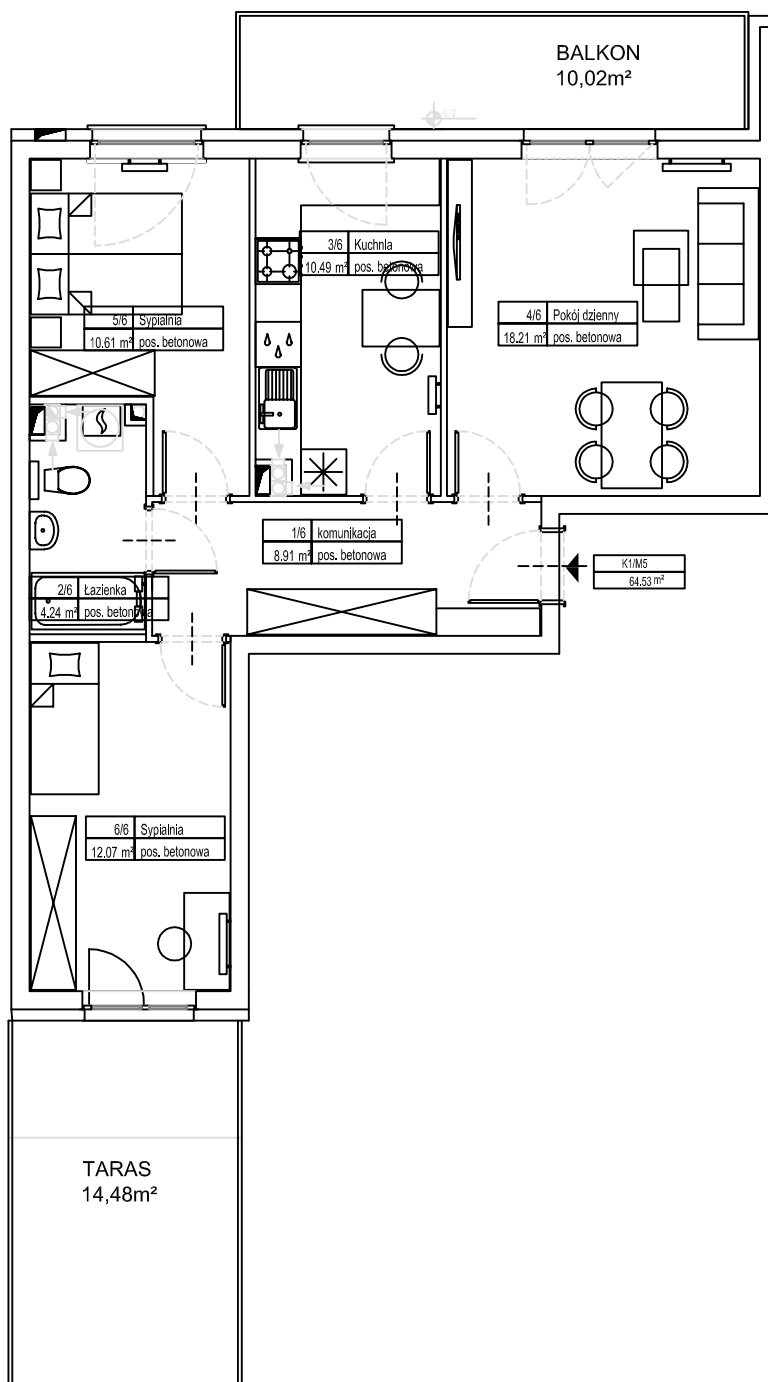 BALKON
10,02m²
3/6 Kuchnia
10.49 m² pos. betonowa
5/6 Sypialnia
10.61 m² pos. betonowa
4/6 Pokój dzienny
18.21 m² pos. betonowa
1/6 komunikacja
8.91 m² pos. betonowa
K1/M5
64.53 m²
2/6 Łazienka
4.24 m² pos. betonowa
6/6 Sypialnia
12.07 m² pos. betonowa
TARAS
14,48m²